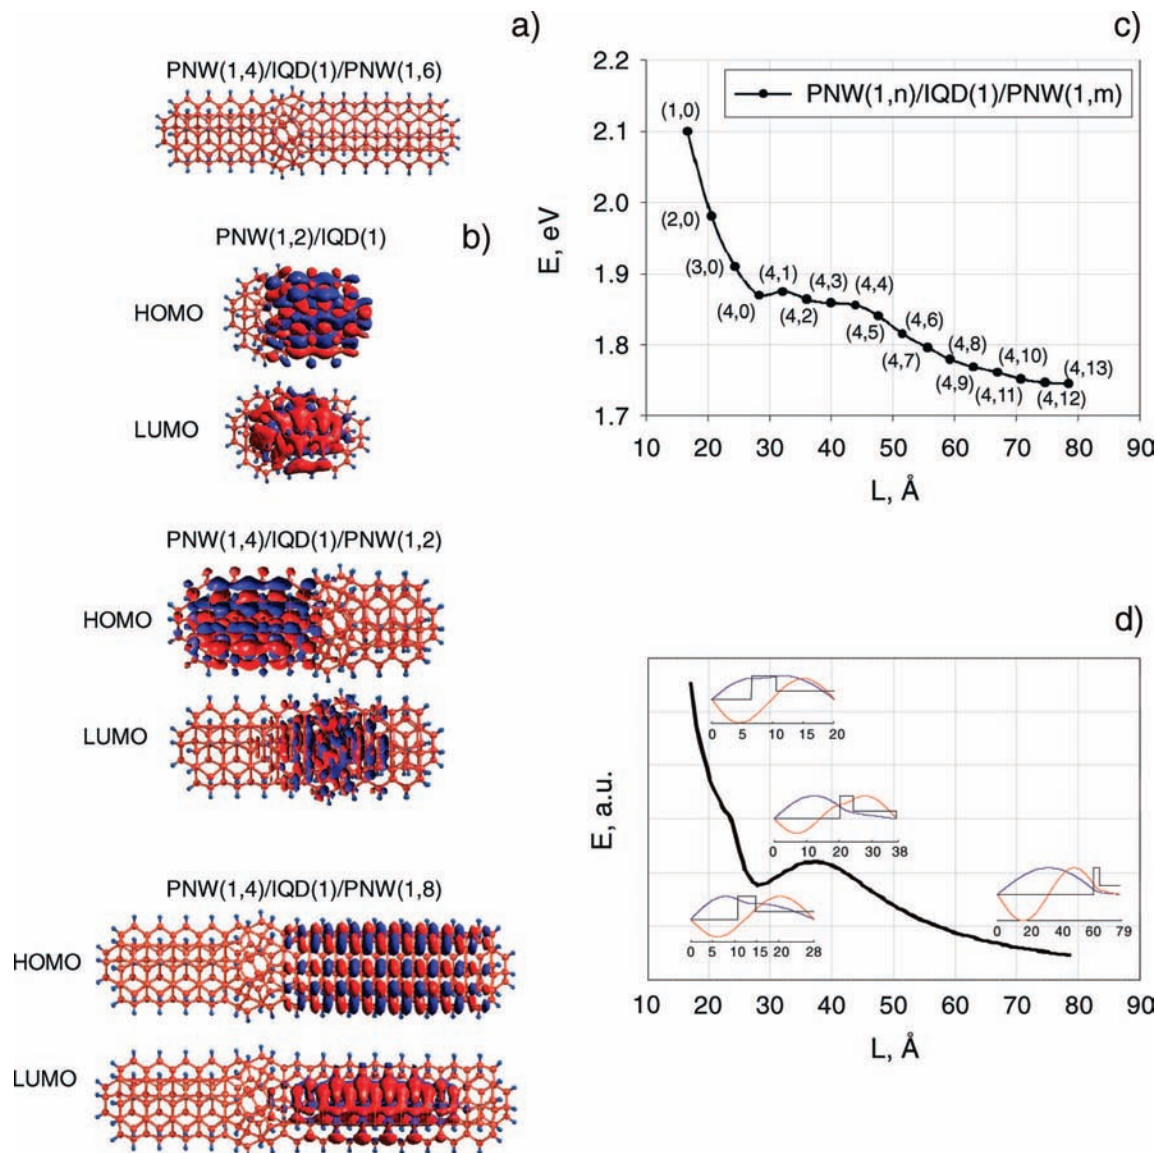 a)
PNW(1,4)/IQD(1)/PNW(1,6)
b)
PNW(1,2)/IQD(1)
HOMO
LUMO
PNW(1,4)/IQD(1)/PNW(1,2)
HOMO
LUMO
PNW(1,4)/IQD(1)/PNW(1,8)
HOMO
LUMO
c)
PNW(1,n)/IQD(1)/PNW(1,m)
E, eV
2.2
2.1
2.0
1.9
1.8
1.7
(1,0)
(2,0)
(3,0)
(4,0)
(4,1)
(4,2)
(4,3)
(4,4)
(4,5)
(4,6)
(4,7)
(4,8)
(4,9)
(4,10)
(4,11)
(4,12)
(4,13)
10 20 30 40 50 60 70 80 90
L, Å
d)
E, a.u.
0 5 10 15 20
0 10 20 30 38
0 5 10 15 20 28
0 20 40 60 79
10 20 30 40 50 60 70 80 90
L, Å